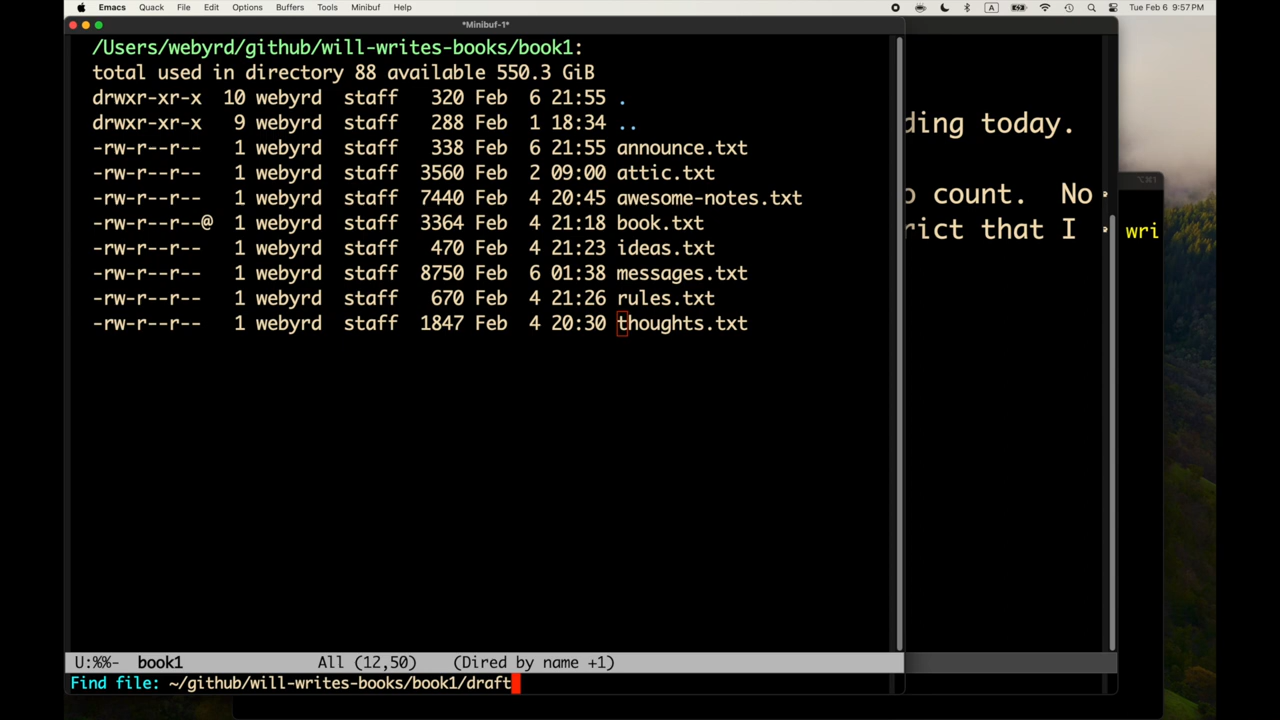 Emacs Quack File Edit Options Buffers Tools Minibuf Help A Tue Feb 6 9:57 PM
*Minibuf-1*
/Users/webyrd/github/will-writes-books/book1:
total used in directory 88 available 550.3 GiB
drwxr-xr-x 10 webyrd staff 320 Feb 6 21:55 .
drwxr-xr-x 9 webyrd staff 288 Feb 1 18:34 ..
-rw-r--r-- 1 webyrd staff 338 Feb 6 21:55 announce.txt
-rw-r--r-- 1 webyrd staff 3560 Feb 2 09:00 attic.txt
-rw-r--r-- 1 webyrd staff 7440 Feb 4 20:45 awesome-notes.txt
-rw-r--r--@ 1 webyrd staff 3364 Feb 4 21:18 book.txt
-rw-r--r-- 1 webyrd staff 470 Feb 4 21:23 ideas.txt
-rw-r--r-- 1 webyrd staff 8750 Feb 6 01:38 messages.txt
-rw-r--r-- 1 webyrd staff 670 Feb 4 21:26 rules.txt
-rw-r--r-- 1 webyrd staff 1847 Feb 4 20:30 thoughts.txt
U:%%- book1 All (12,50) (Dired by name +1)
Find file: ~/github/will-writes-books/book1/draft
ding today.
o count. No
rict that I
wri